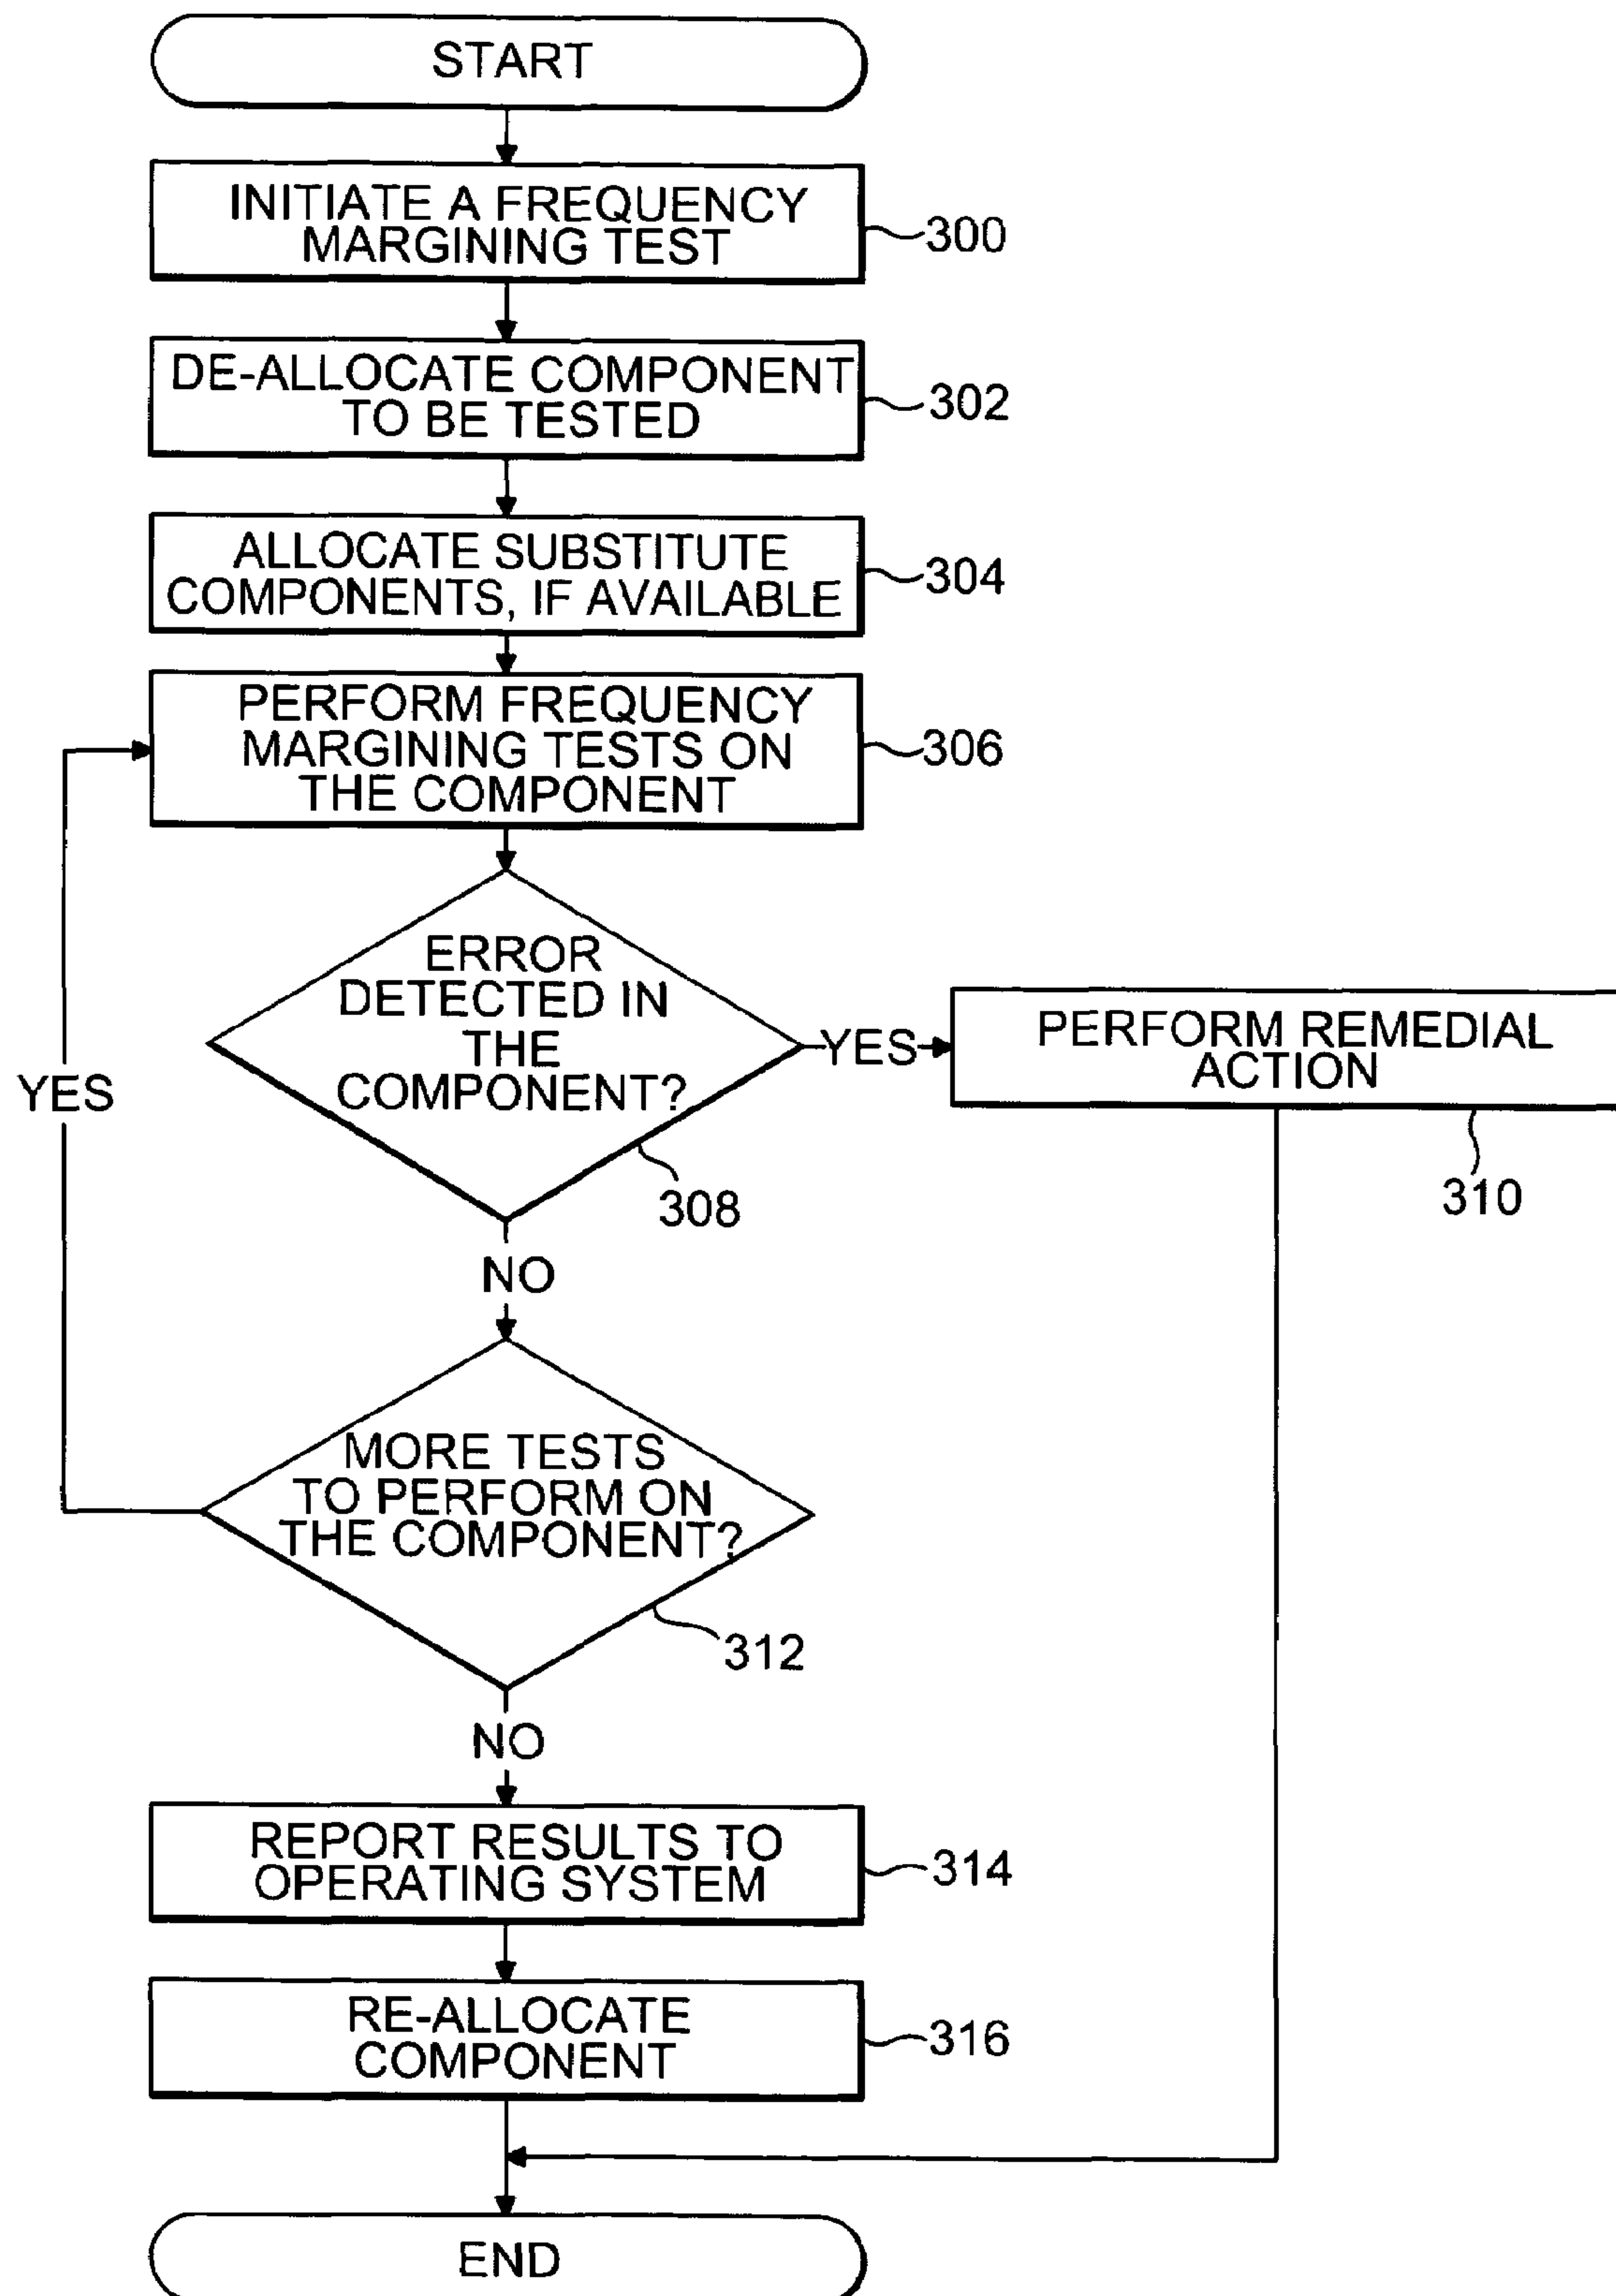 START
INITIATE A FREQUENCY
MARGINING TEST
300
DE-ALLOCATE COMPONENT
TO BE TESTED
302
ALLOCATE SUBSTITUTE
COMPONENTS, IF AVAILABLE
304
PERFORM FREQUENCY
MARGINING TESTS ON
THE COMPONENT
306
ERROR
DETECTED IN
THE
COMPONENT?
308
YES
PERFORM REMEDIAL
ACTION
310
YES
NO
MORE TESTS
TO PERFORM ON
THE COMPONENT?
312
NO
REPORT RESULTS TO
OPERATING SYSTEM
314
RE-ALLOCATE
COMPONENT
316
END